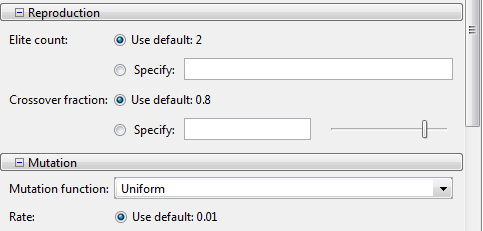 Reproduction
Elite count: Use default: 2
Specify:
Crossover fraction: Use default: 0.8
Specify:
Mutation
Mutation function: Uniform
Rate: Use default: 0.01